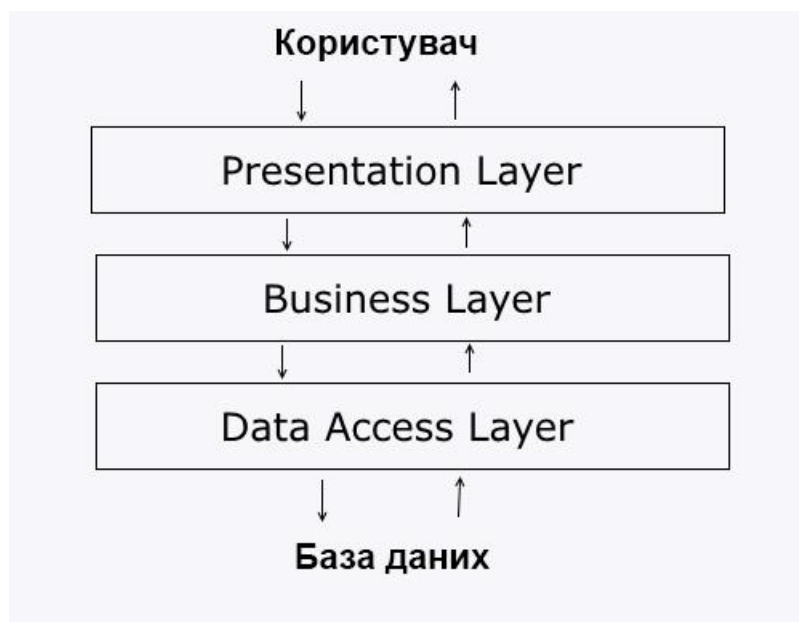 Користувач
Presentation Layer
Business Layer
Data Access Layer
База даних